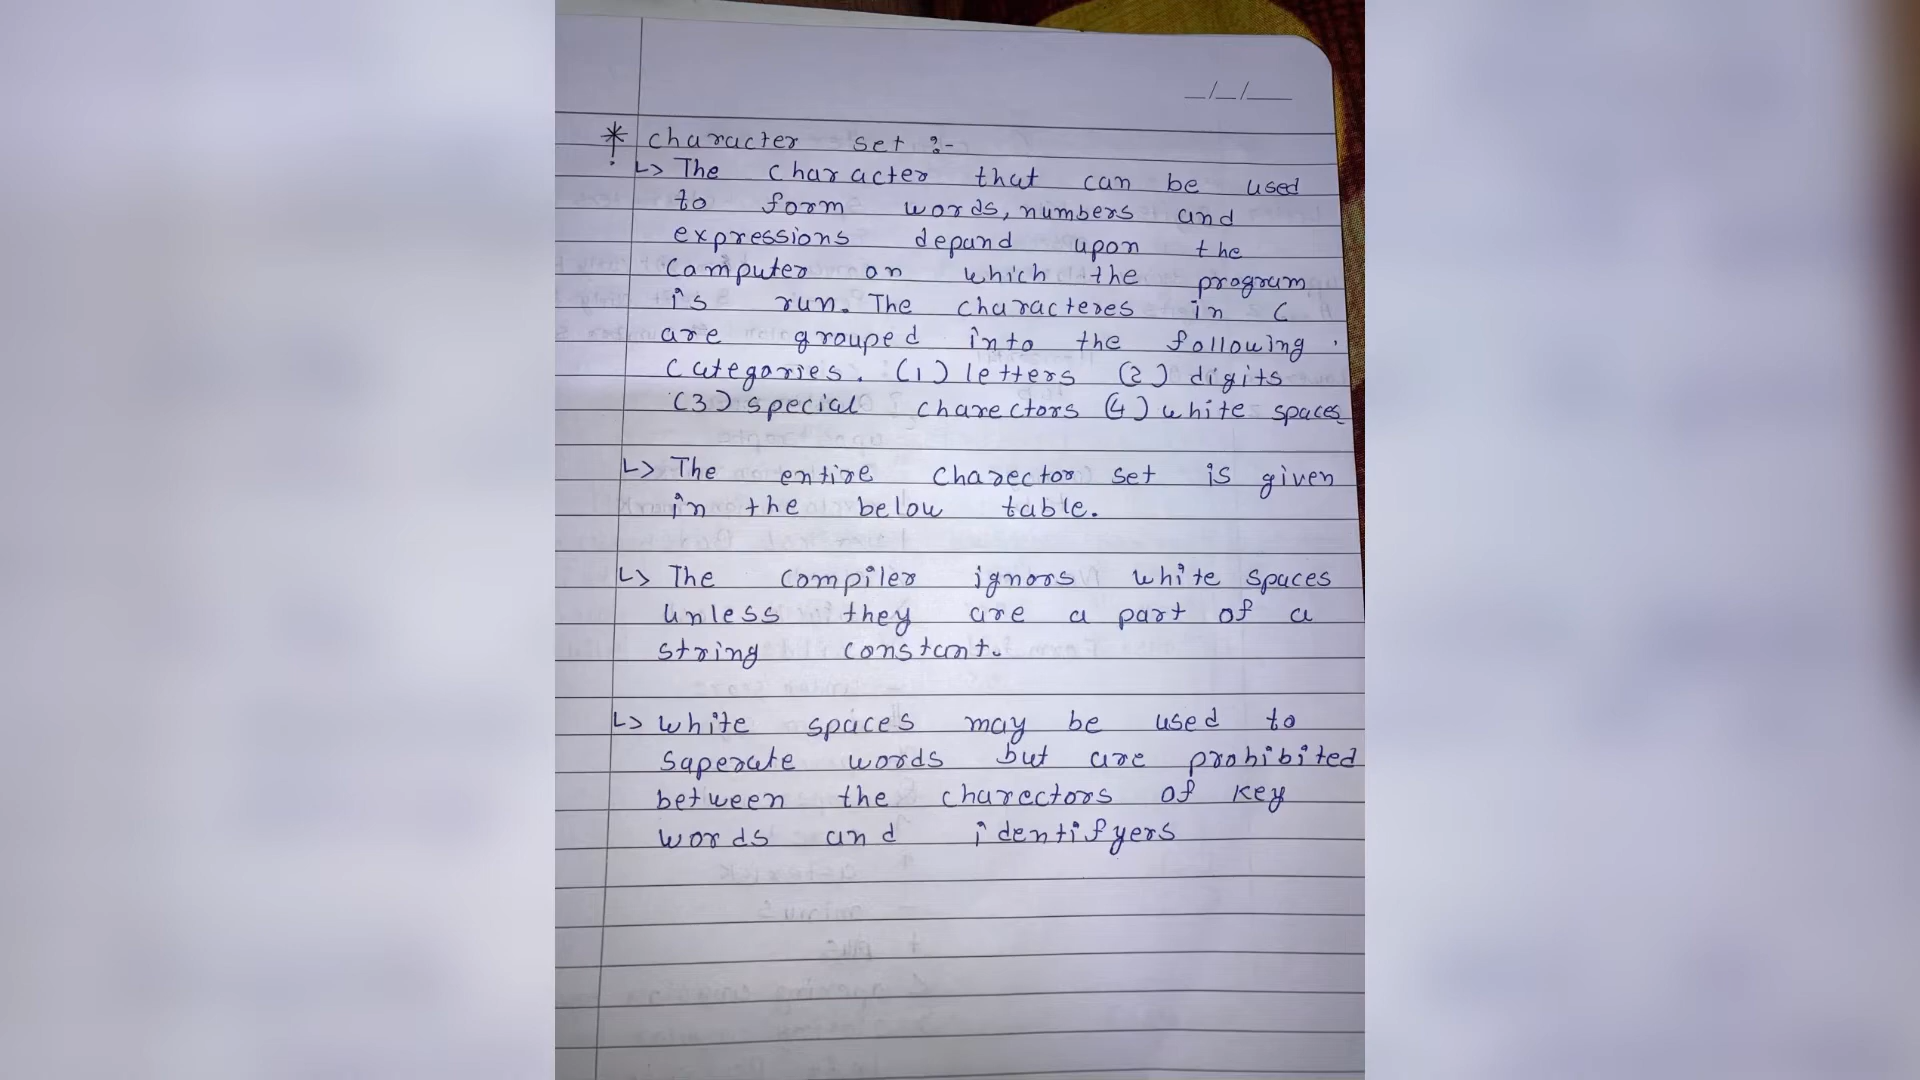 * character set :-
↳ The character that can be used
to form words, numbers and
expressions depand upon the
computer on which the program
is run. The characteres in C
are grouped into the following
categories. (1) letters (2) digits
(3) special charectors (4) white spaces
↳ The entire charector set is given
in the below table.
↳ The compiler ignors white spaces
unless they are a part of a
string constant.
↳ white spaces may be used to
saperate words but are prohibited
between the charectors of key
words and identifyers